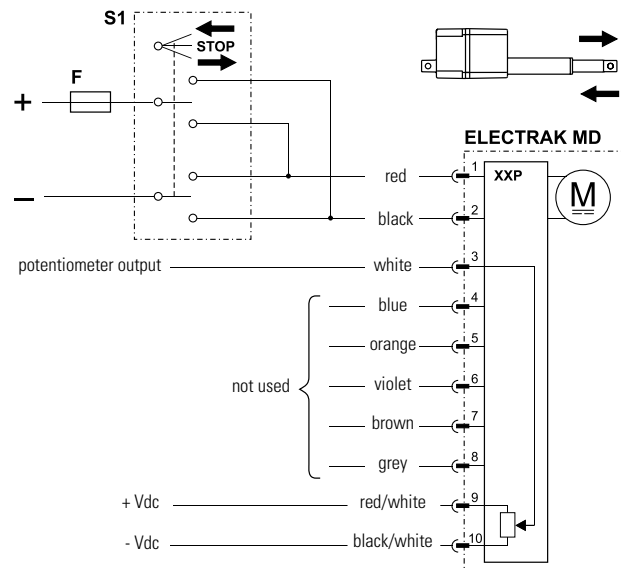 S1
STOP
F
+
–
ELECTRAK MD
XXP
M
red 1
black 2
potentiometer output white 3
blue 4
orange 5
not used violet 6
brown 7
grey 8
+ Vdc red/white 9
- Vdc black/white 10